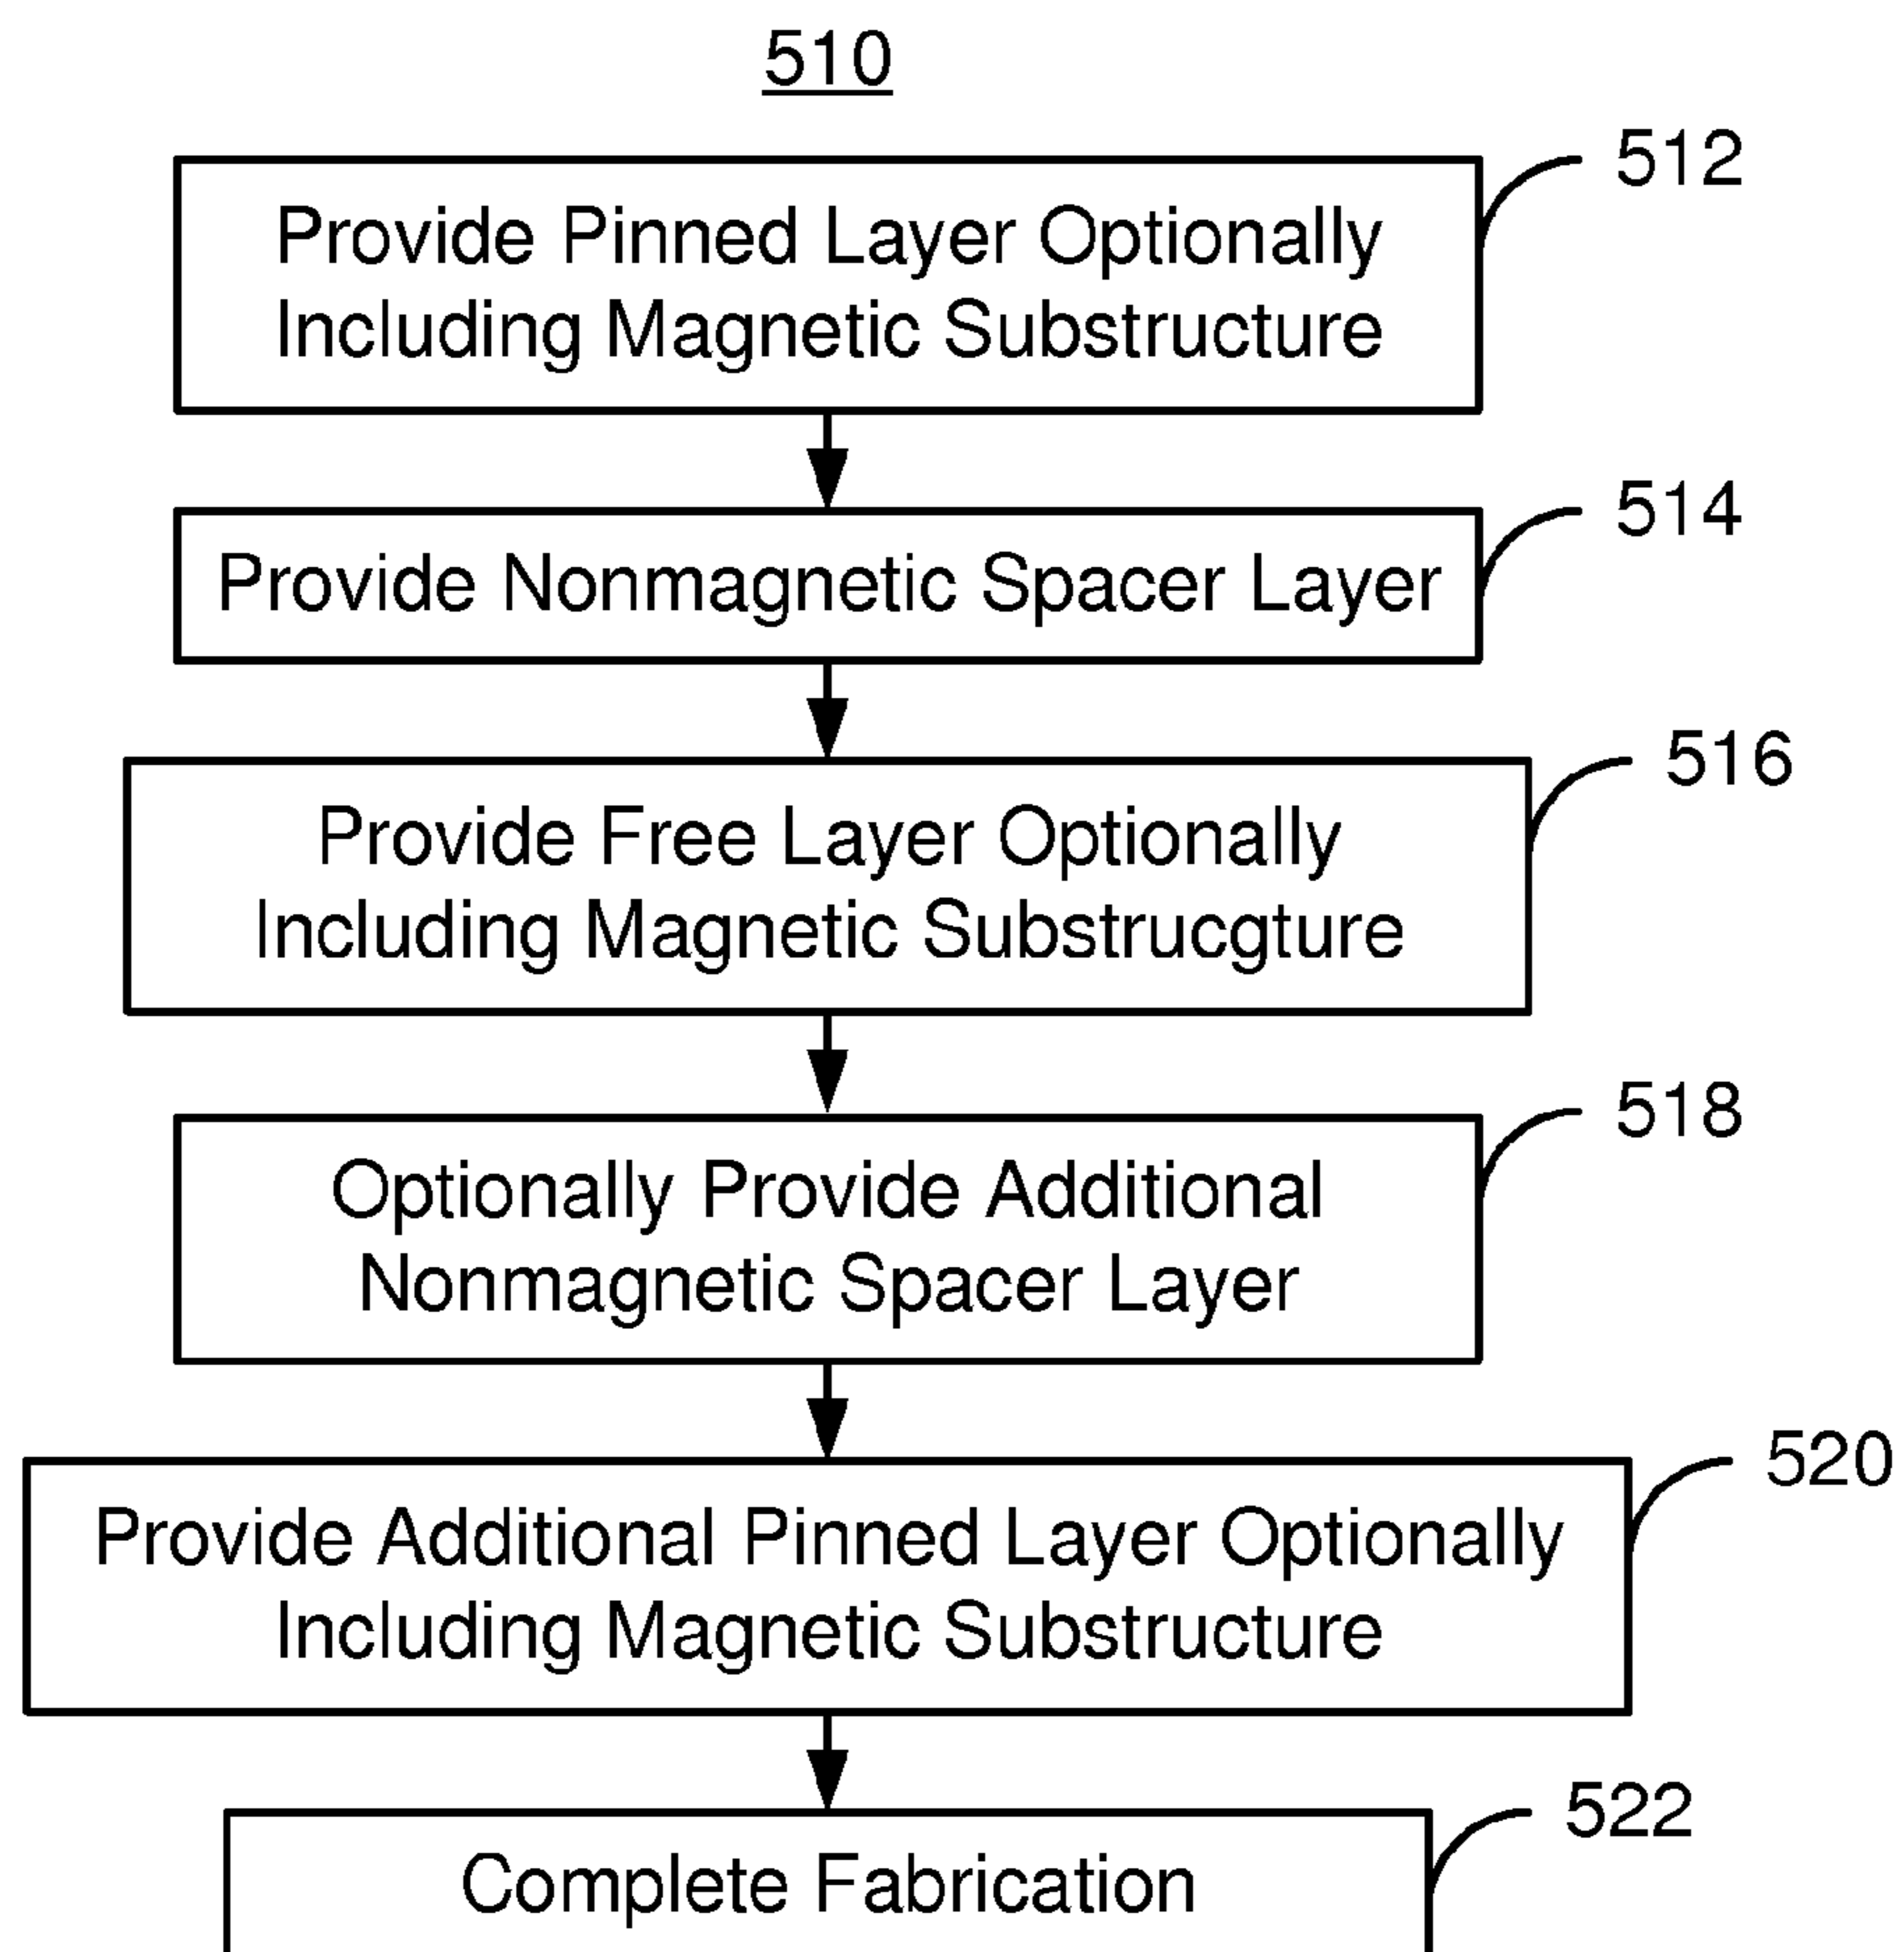 510
512
Provide Pinned Layer Optionally
Including Magnetic Substructure
514
Provide Nonmagnetic Spacer Layer
516
Provide Free Layer Optionally
Including Magnetic Substrucgture
518
Optionally Provide Additional
Nonmagnetic Spacer Layer
520
Provide Additional Pinned Layer Optionally
Including Magnetic Substructure
522
Complete Fabrication